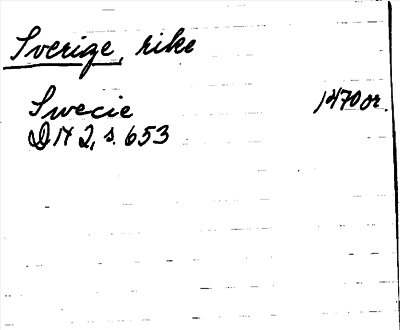 Sverige, rike
Swecie 1470 or.
DN 2, s. 653